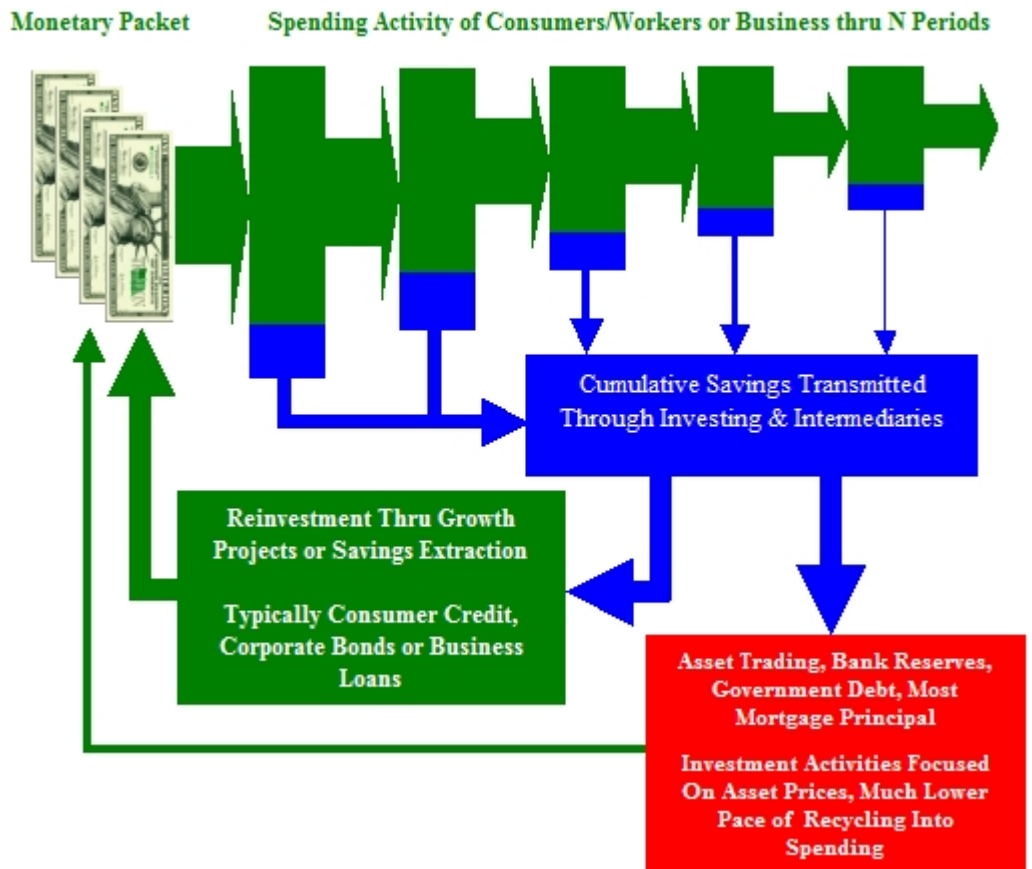 Monetary Packet
Spending Activity of Consumers/Workers or Business thru N Periods
Cumulative Savings Transmitted
Through Investing & Intermediaries
Reinvestment Thru Growth
Projects or Savings Extraction
Typically Consumer Credit,
Corporate Bonds or Business
Loans
Asset Trading, Bank Reserves,
Government Debt, Most
Mortgage Principal
Investment Activities Focused
On Asset Prices, Much Lower
Pace of Recycling Into
Spending